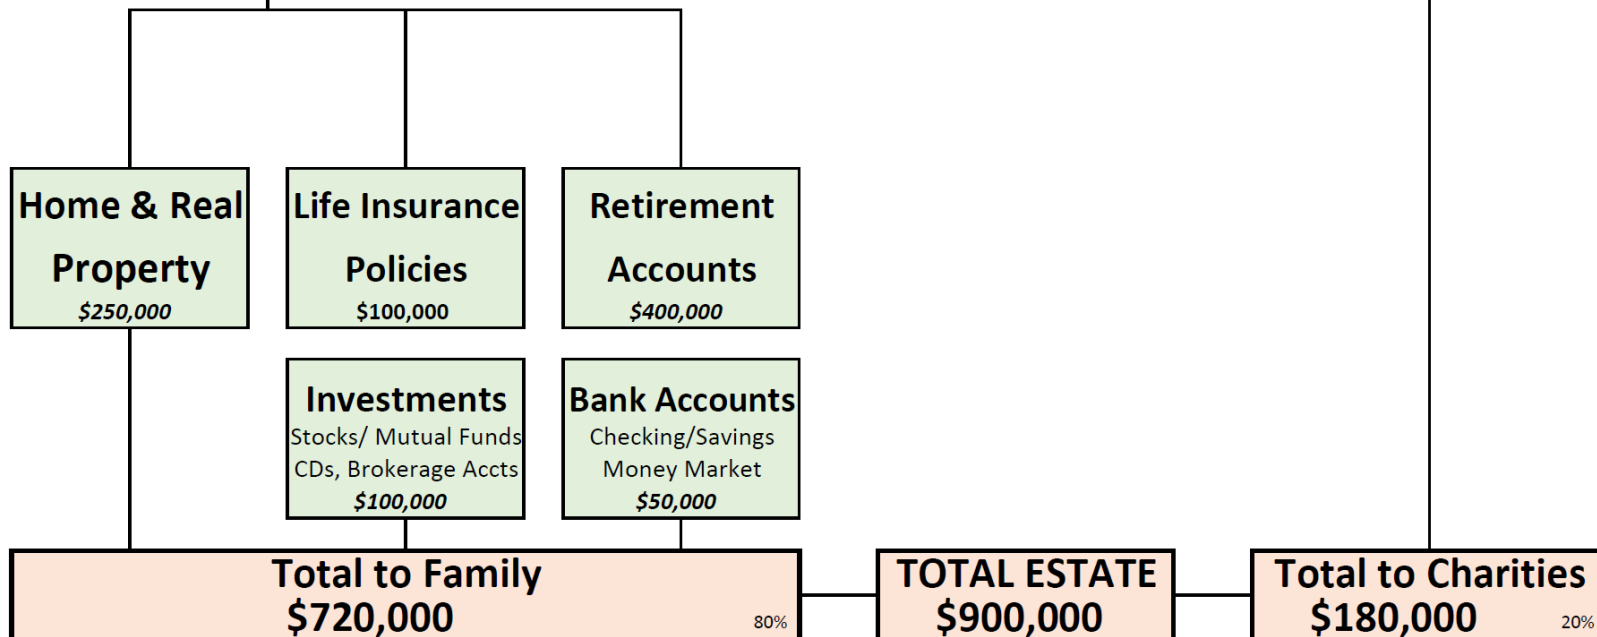 Home & Real
Property
$250,000
Life Insurance
Policies
$100,000
Retirement
Accounts
$400,000
Investments
Stocks/ Mutual Funds
CDs, Brokerage Accts
$100,000
Bank Accounts
Checking/Savings
Money Market
$50,000
Total to Family
$720,000
80%
TOTAL ESTATE
$900,000
Total to Charities
$180,000
20%